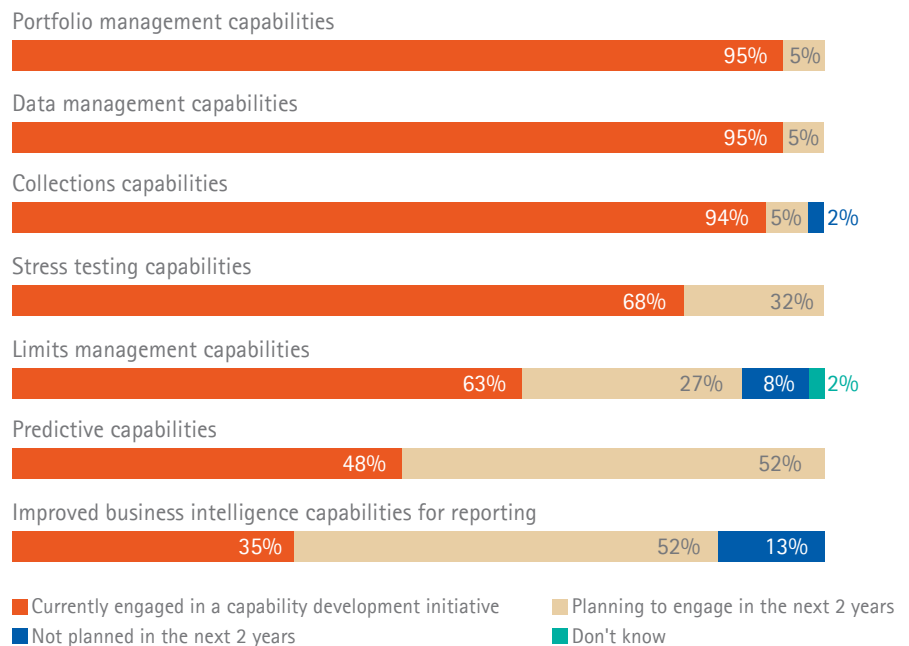 Portfolio management capabilities
95% 5%
Data management capabilities
95% 5%
Collections capabilities
94% 5% 2%
Stress testing capabilities
68% 32%
Limits management capabilities
63% 27% 8% 2%
Predictive capabilities
48% 52%
Improved business intelligence capabilities for reporting
35% 52% 13%
Currently engaged in a capability development initiative Planning to engage in the next 2 years
Not planned in the next 2 years Don't know